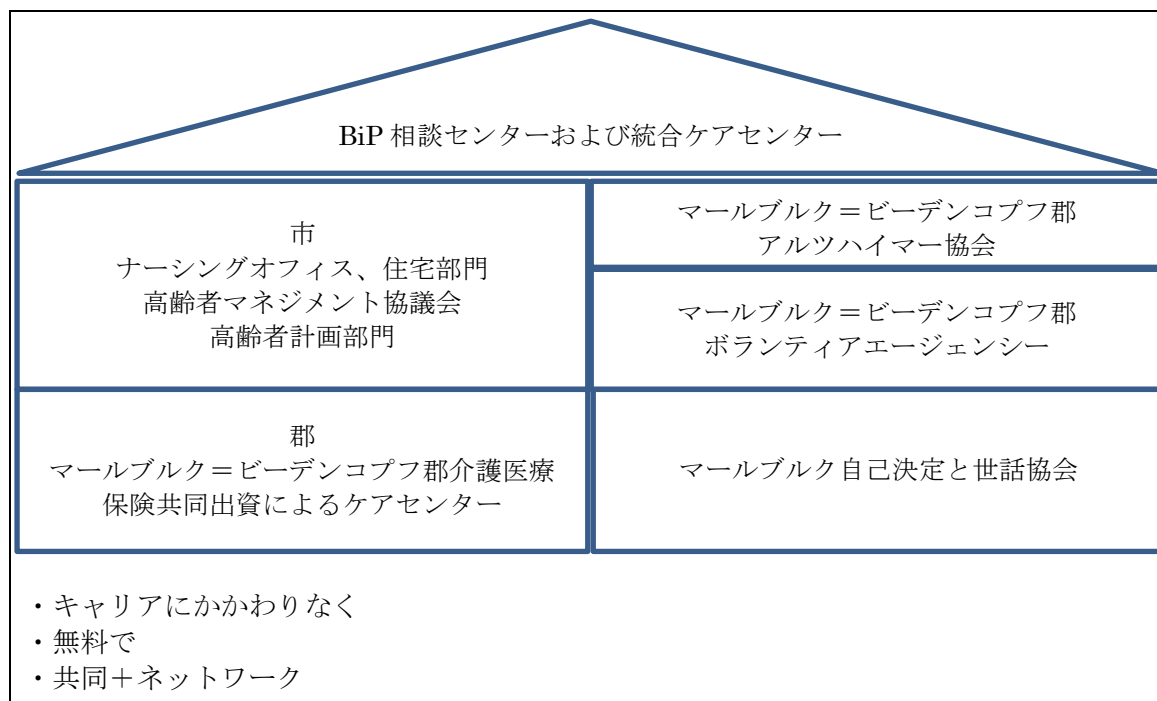 BiP 相談センターおよび統合ケアセンター
市
ナーシングオフィス、住宅部門
高齢者マネジメント協議会
高齢者計画部門
マールブルク＝ビーデンコプフ郡
アルツハイマー協会
マールブルク＝ビーデンコプフ郡
ボランティアエージェンシー
郡
マールブルク＝ビーデンコプフ郡介護医療
保険共同出資によるケアセンター
マールブルク自己決定と世話協会
・キャリアにかかわりなく
・無料で
・共同＋ネットワーク